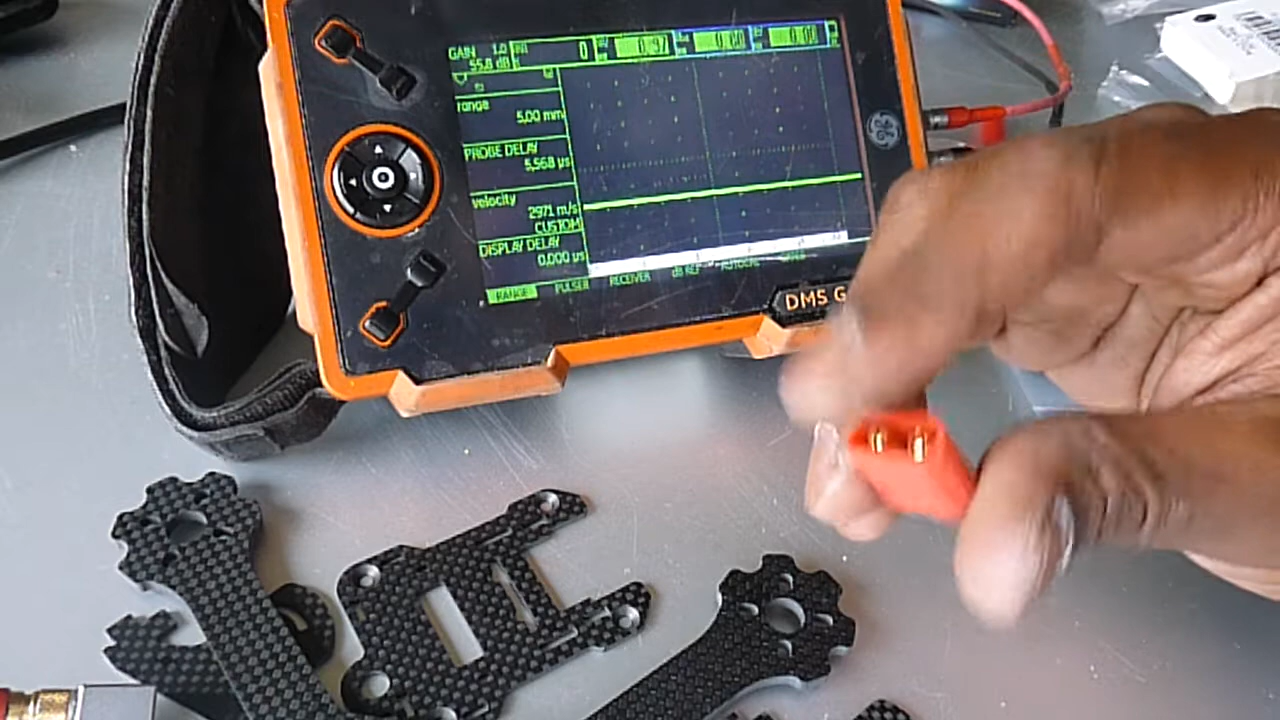 GAIN 1.0
55.8 dB
0 0.97 0.00 0.00
range
5.00 mm
PROBE DELAY
5.568 µs
velocity
2971 m/s
CUSTOM
DISPLAY DELAY
0.000 µs
RANGE PULSER RECEIVER dB REF AUTOCAL
DMS G